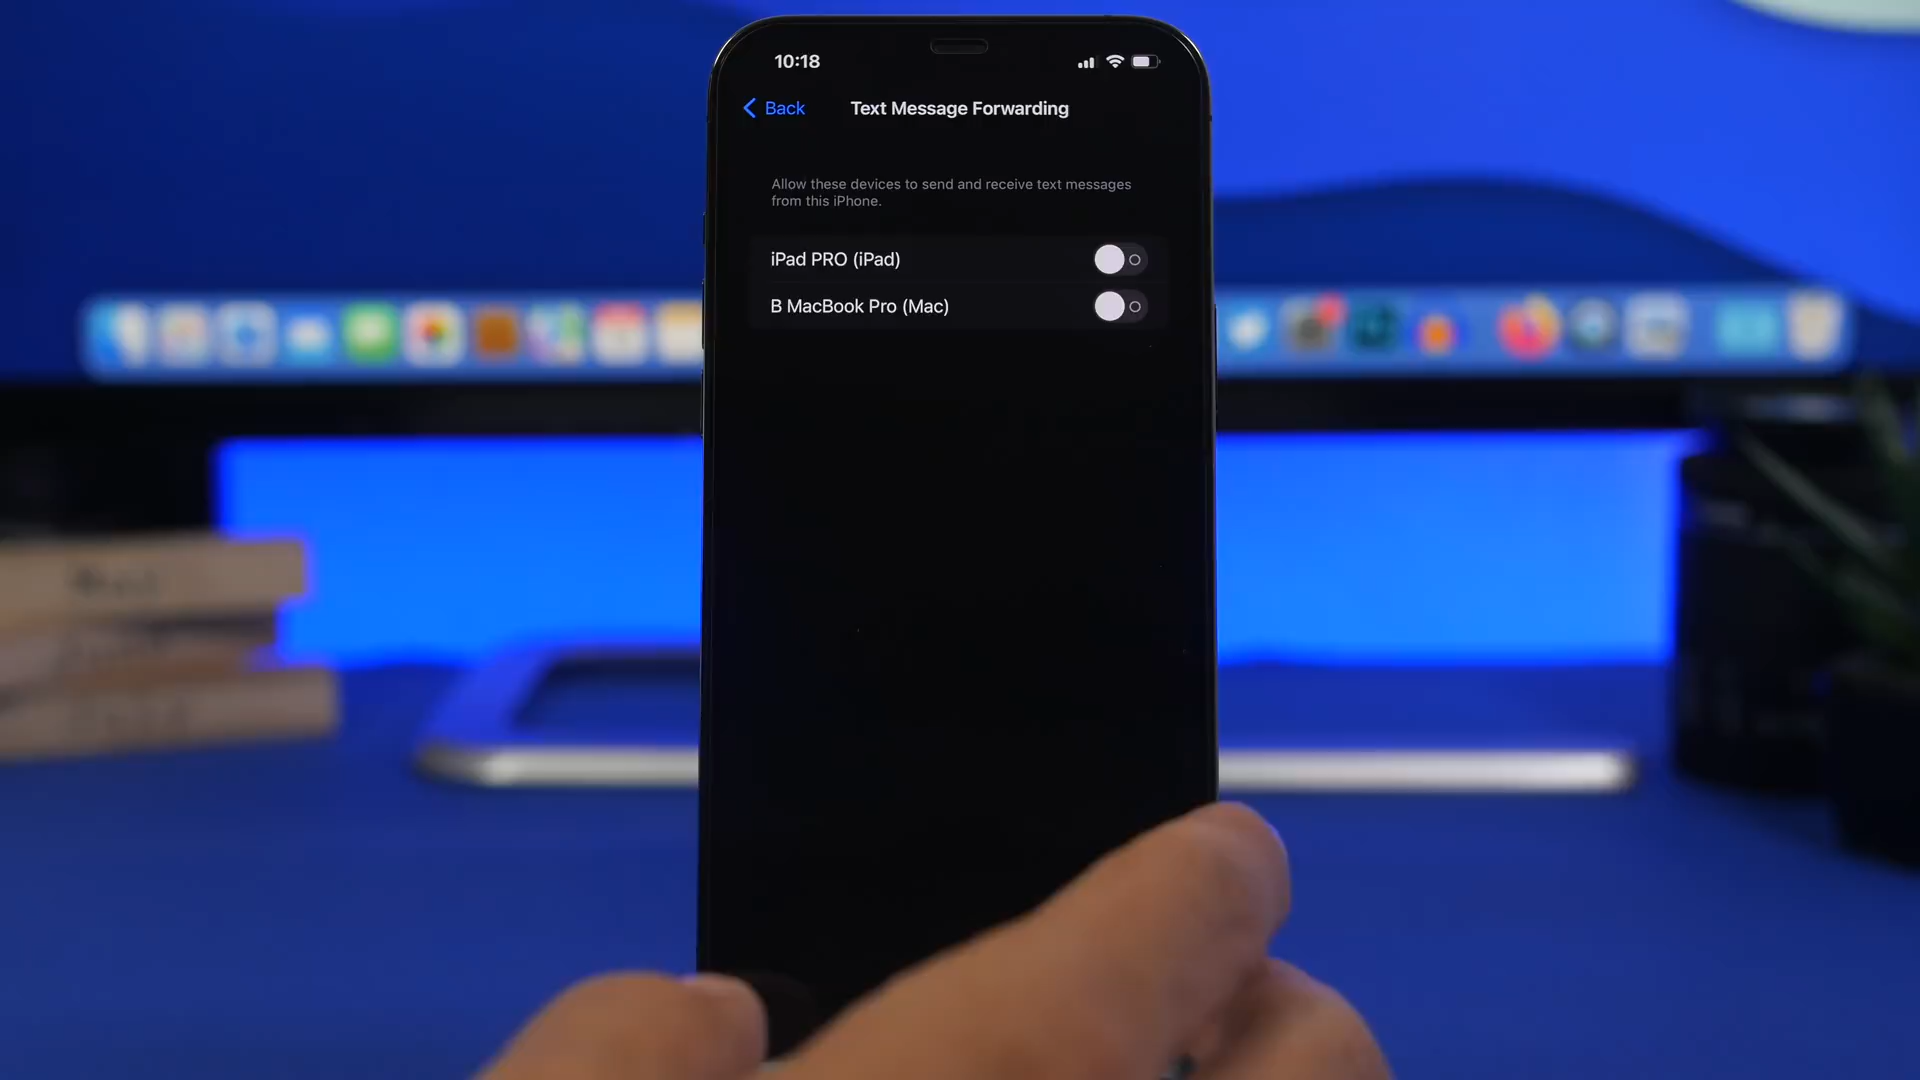 10:18
Back
Text Message Forwarding
Allow these devices to send and receive text messages
from this iPhone.
iPad PRO (iPad)
B MacBook Pro (Mac)